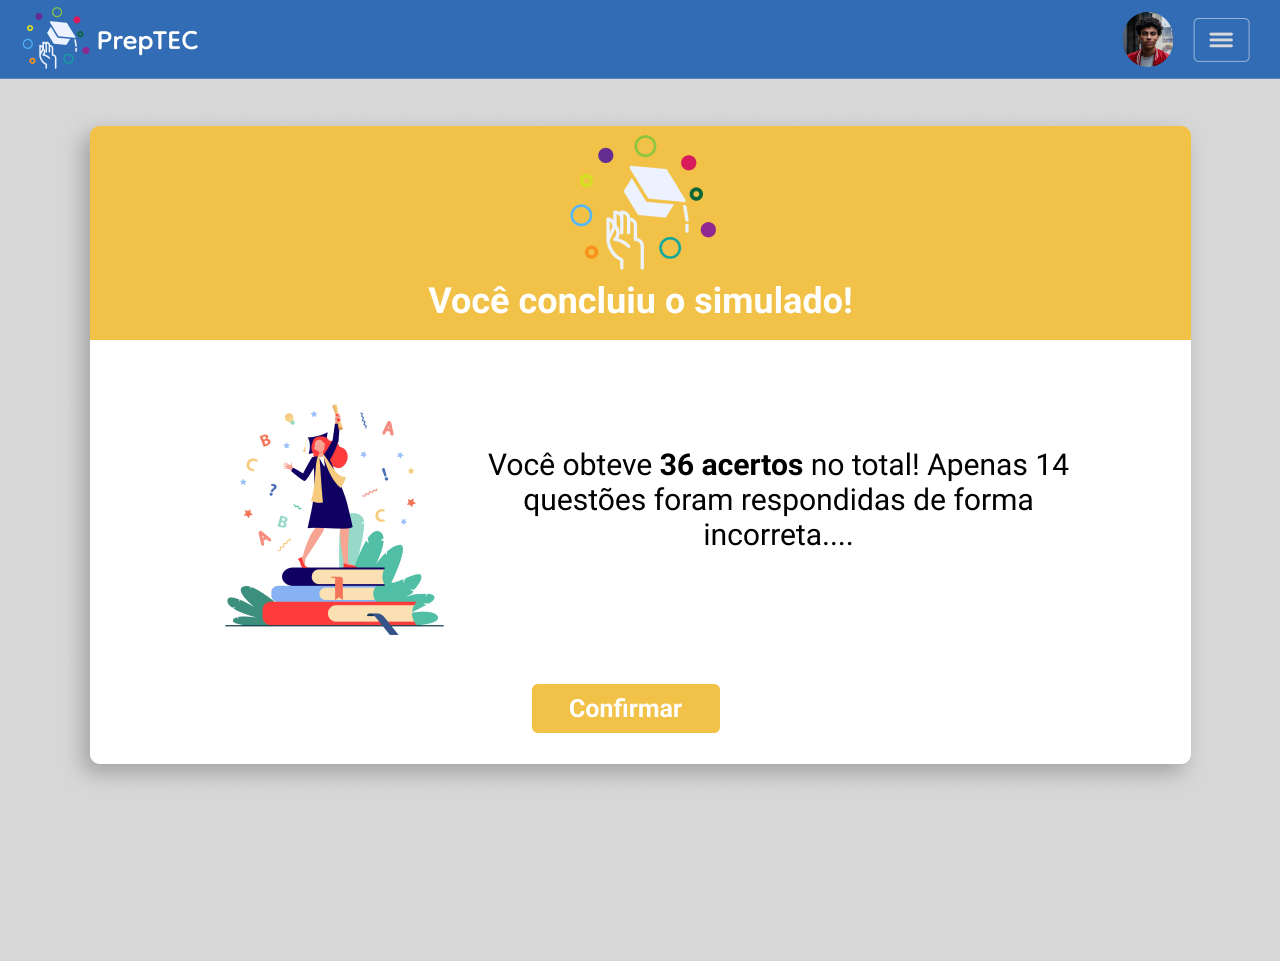 PrepTEC
Você concluiu o simulado!
A
B
C
?
!
B
C
A
Você obteve 36 acertos no total! Apenas 14
questões foram respondidas de forma
incorreta....
Confirmar